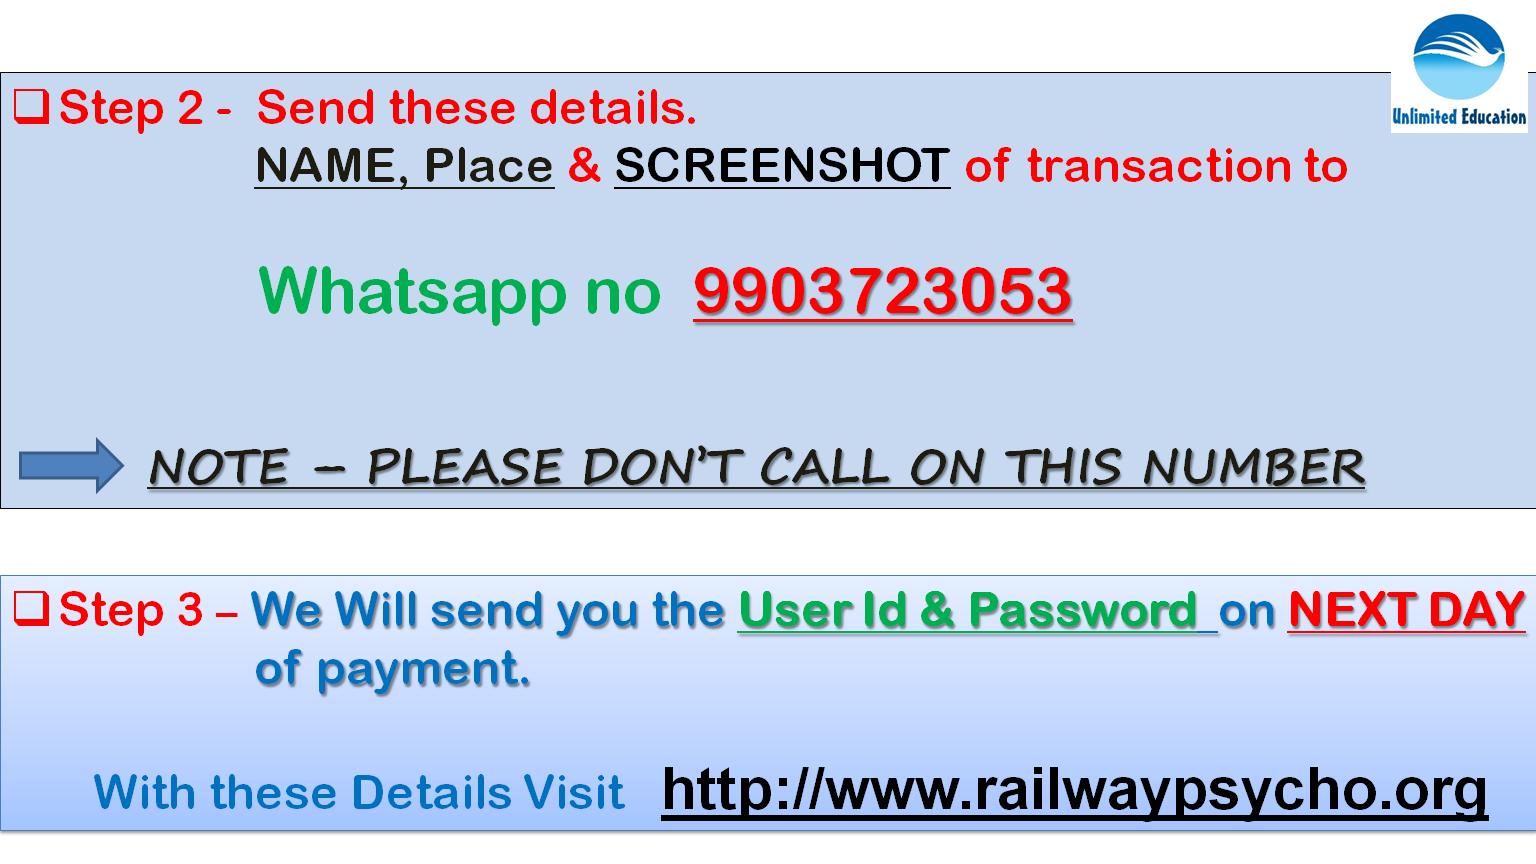 Unlimited Education
Step 2 - Send these details.
NAME, Place & SCREENSHOT of transaction to
Whatsapp no 9903723053
NOTE – PLEASE DON’T CALL ON THIS NUMBER
Step 3 – We Will send you the User Id & Password on NEXT DAY
of payment.
With these Details Visit http://www.railwaypsycho.org